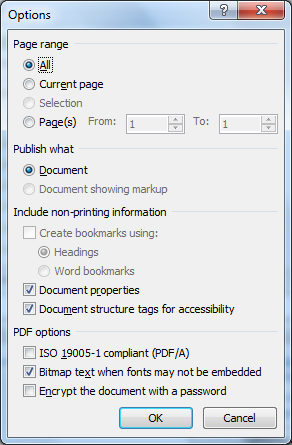 Options
Page range
All
Current page
Selection
Page(s) From: 1 To: 1
Publish what
Document
Document showing markup
Include non-printing information
Create bookmarks using:
Headings
Word bookmarks
Document properties
Document structure tags for accessibility
PDF options
ISO 19005-1 compliant (PDF/A)
Bitmap text when fonts may not be embedded
Encrypt the document with a password
OK Cancel